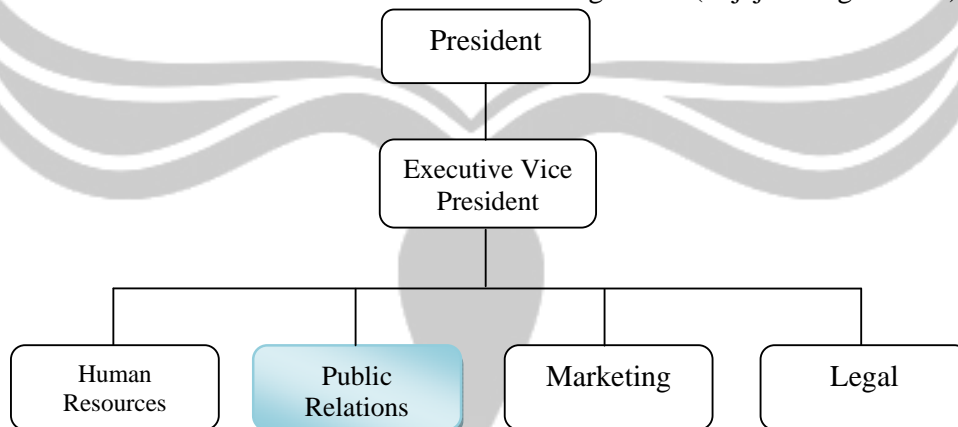 President
Executive Vice
President
Human
Resources
Public
Relations
Marketing
Legal